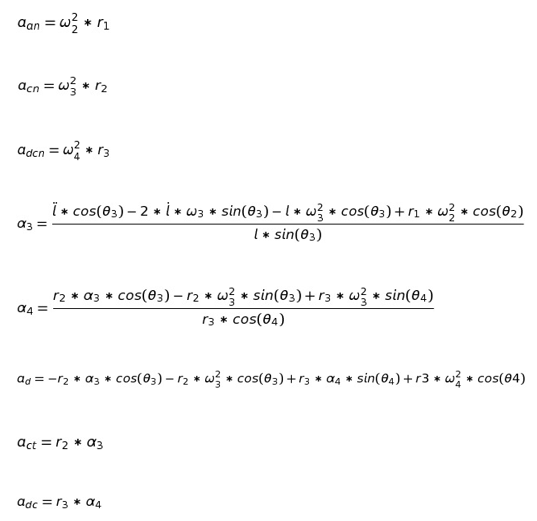 a_{an} = ω_2^2 * r_1
a_{cn} = ω_3^2 * r_2
a_{dcn} = ω_4^2 * r_3
α_3 = \frac{\ddot{l} * cos(θ_3) − 2 * \dot{l} * ω_3 * sin(θ_3) − l * ω_3^2 * cos(θ_3) + r_1 * ω_2^2 * cos(θ_2)}{l * sin(θ_3)}
α_4 = \frac{r_2 * α_3 * cos(θ_3) − r_2 * ω_3^2 * sin(θ_3) + r_3 * ω_3^2 * sin(θ_4)}{r_3 * cos(θ_4)}
a_d = −r_2 * α_3 * cos(θ_3) − r_2 * ω_3^2 * cos(θ_3) + r_3 * α_4 * sin(θ_4) + r3 * ω_4^2 * cos(θ4)
a_{ct} = r_2 * α_3
a_{dc} = r_3 * α_4